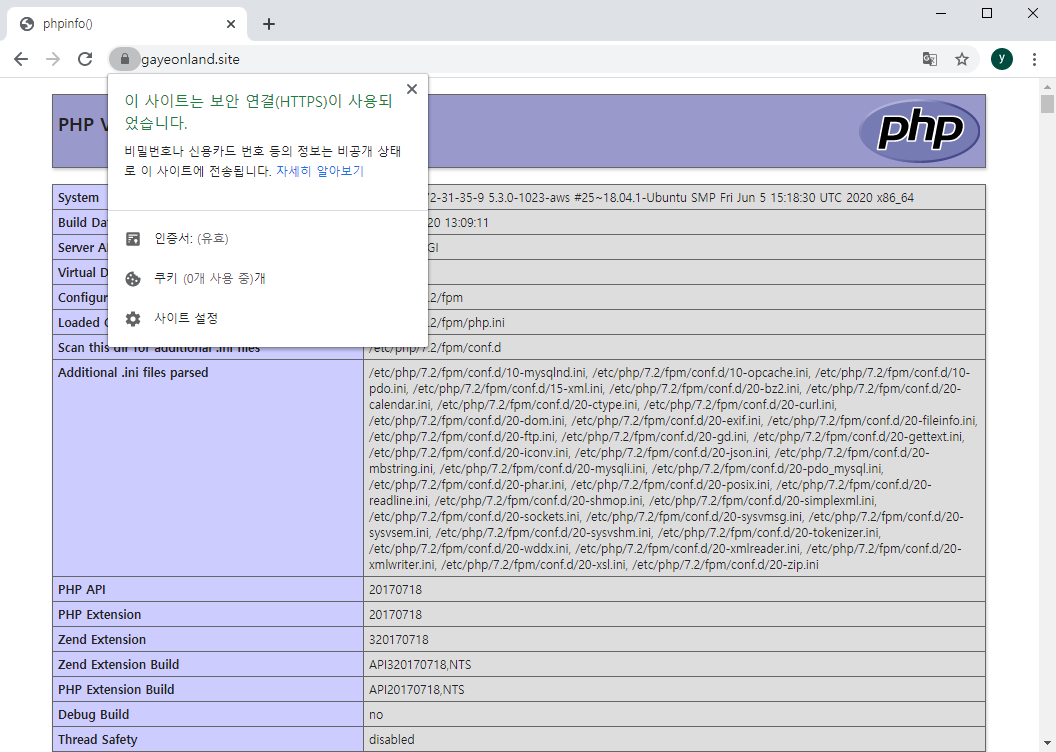 phpinfo()
gayeonland.site
y
이 사이트는 보안 연결(HTTPS)이 사용되
었습니다.
비밀번호나 신용카드 번호 등의 정보는 비공개 상태
로 이 사이트에 전송됩니다. 자세히 알아보기
인증서: (유효)
쿠키 (0개 사용 중)개
사이트 설정
PHP
php
System 2-31-35-9 5.3.0-1023-aws #25~18.04.1-Ubuntu SMP Fri Jun 5 15:18:30 UTC 2020 x86_64
Build 20 13:09:11
Server GI
Virtual
.2/fpm
Loaded .2/fpm/php.ini
Scan this dir for additional .ini files /etc/php/7.2/fpm/conf.d
Additional .ini files parsed /etc/php/7.2/fpm/conf.d/10-mysqlnd.ini, /etc/php/7.2/fpm/conf.d/10-opcache.ini, /etc/php/7.2/fpm/conf.d/10-
pdo.ini, /etc/php/7.2/fpm/conf.d/15-xml.ini, /etc/php/7.2/fpm/conf.d/20-bz2.ini, /etc/php/7.2/fpm/conf.d/20-
calendar.ini, /etc/php/7.2/fpm/conf.d/20-ctype.ini, /etc/php/7.2/fpm/conf.d/20-curl.ini,
/etc/php/7.2/fpm/conf.d/20-dom.ini, /etc/php/7.2/fpm/conf.d/20-exif.ini, /etc/php/7.2/fpm/conf.d/20-fileinfo.ini,
/etc/php/7.2/fpm/conf.d/20-ftp.ini, /etc/php/7.2/fpm/conf.d/20-gd.ini, /etc/php/7.2/fpm/conf.d/20-gettext.ini,
/etc/php/7.2/fpm/conf.d/20-iconv.ini, /etc/php/7.2/fpm/conf.d/20-json.ini, /etc/php/7.2/fpm/conf.d/20-
mbstring.ini, /etc/php/7.2/fpm/conf.d/20-mysqli.ini, /etc/php/7.2/fpm/conf.d/20-pdo_mysql.ini,
/etc/php/7.2/fpm/conf.d/20-phar.ini, /etc/php/7.2/fpm/conf.d/20-posix.ini, /etc/php/7.2/fpm/conf.d/20-
readline.ini, /etc/php/7.2/fpm/conf.d/20-shmop.ini, /etc/php/7.2/fpm/conf.d/20-simplexml.ini,
/etc/php/7.2/fpm/conf.d/20-sockets.ini, /etc/php/7.2/fpm/conf.d/20-sysvmsg.ini, /etc/php/7.2/fpm/conf.d/20-
sysvsem.ini, /etc/php/7.2/fpm/conf.d/20-sysvshm.ini, /etc/php/7.2/fpm/conf.d/20-tokenizer.ini,
/etc/php/7.2/fpm/conf.d/20-wddx.ini, /etc/php/7.2/fpm/conf.d/20-xmlreader.ini, /etc/php/7.2/fpm/conf.d/20-
xmlwriter.ini, /etc/php/7.2/fpm/conf.d/20-xsl.ini, /etc/php/7.2/fpm/conf.d/20-zip.ini
PHP API 20170718
PHP Extension 20170718
Zend Extension 320170718
Zend Extension Build API320170718,NTS
PHP Extension Build API20170718,NTS
Debug Build no
Thread Safety disabled